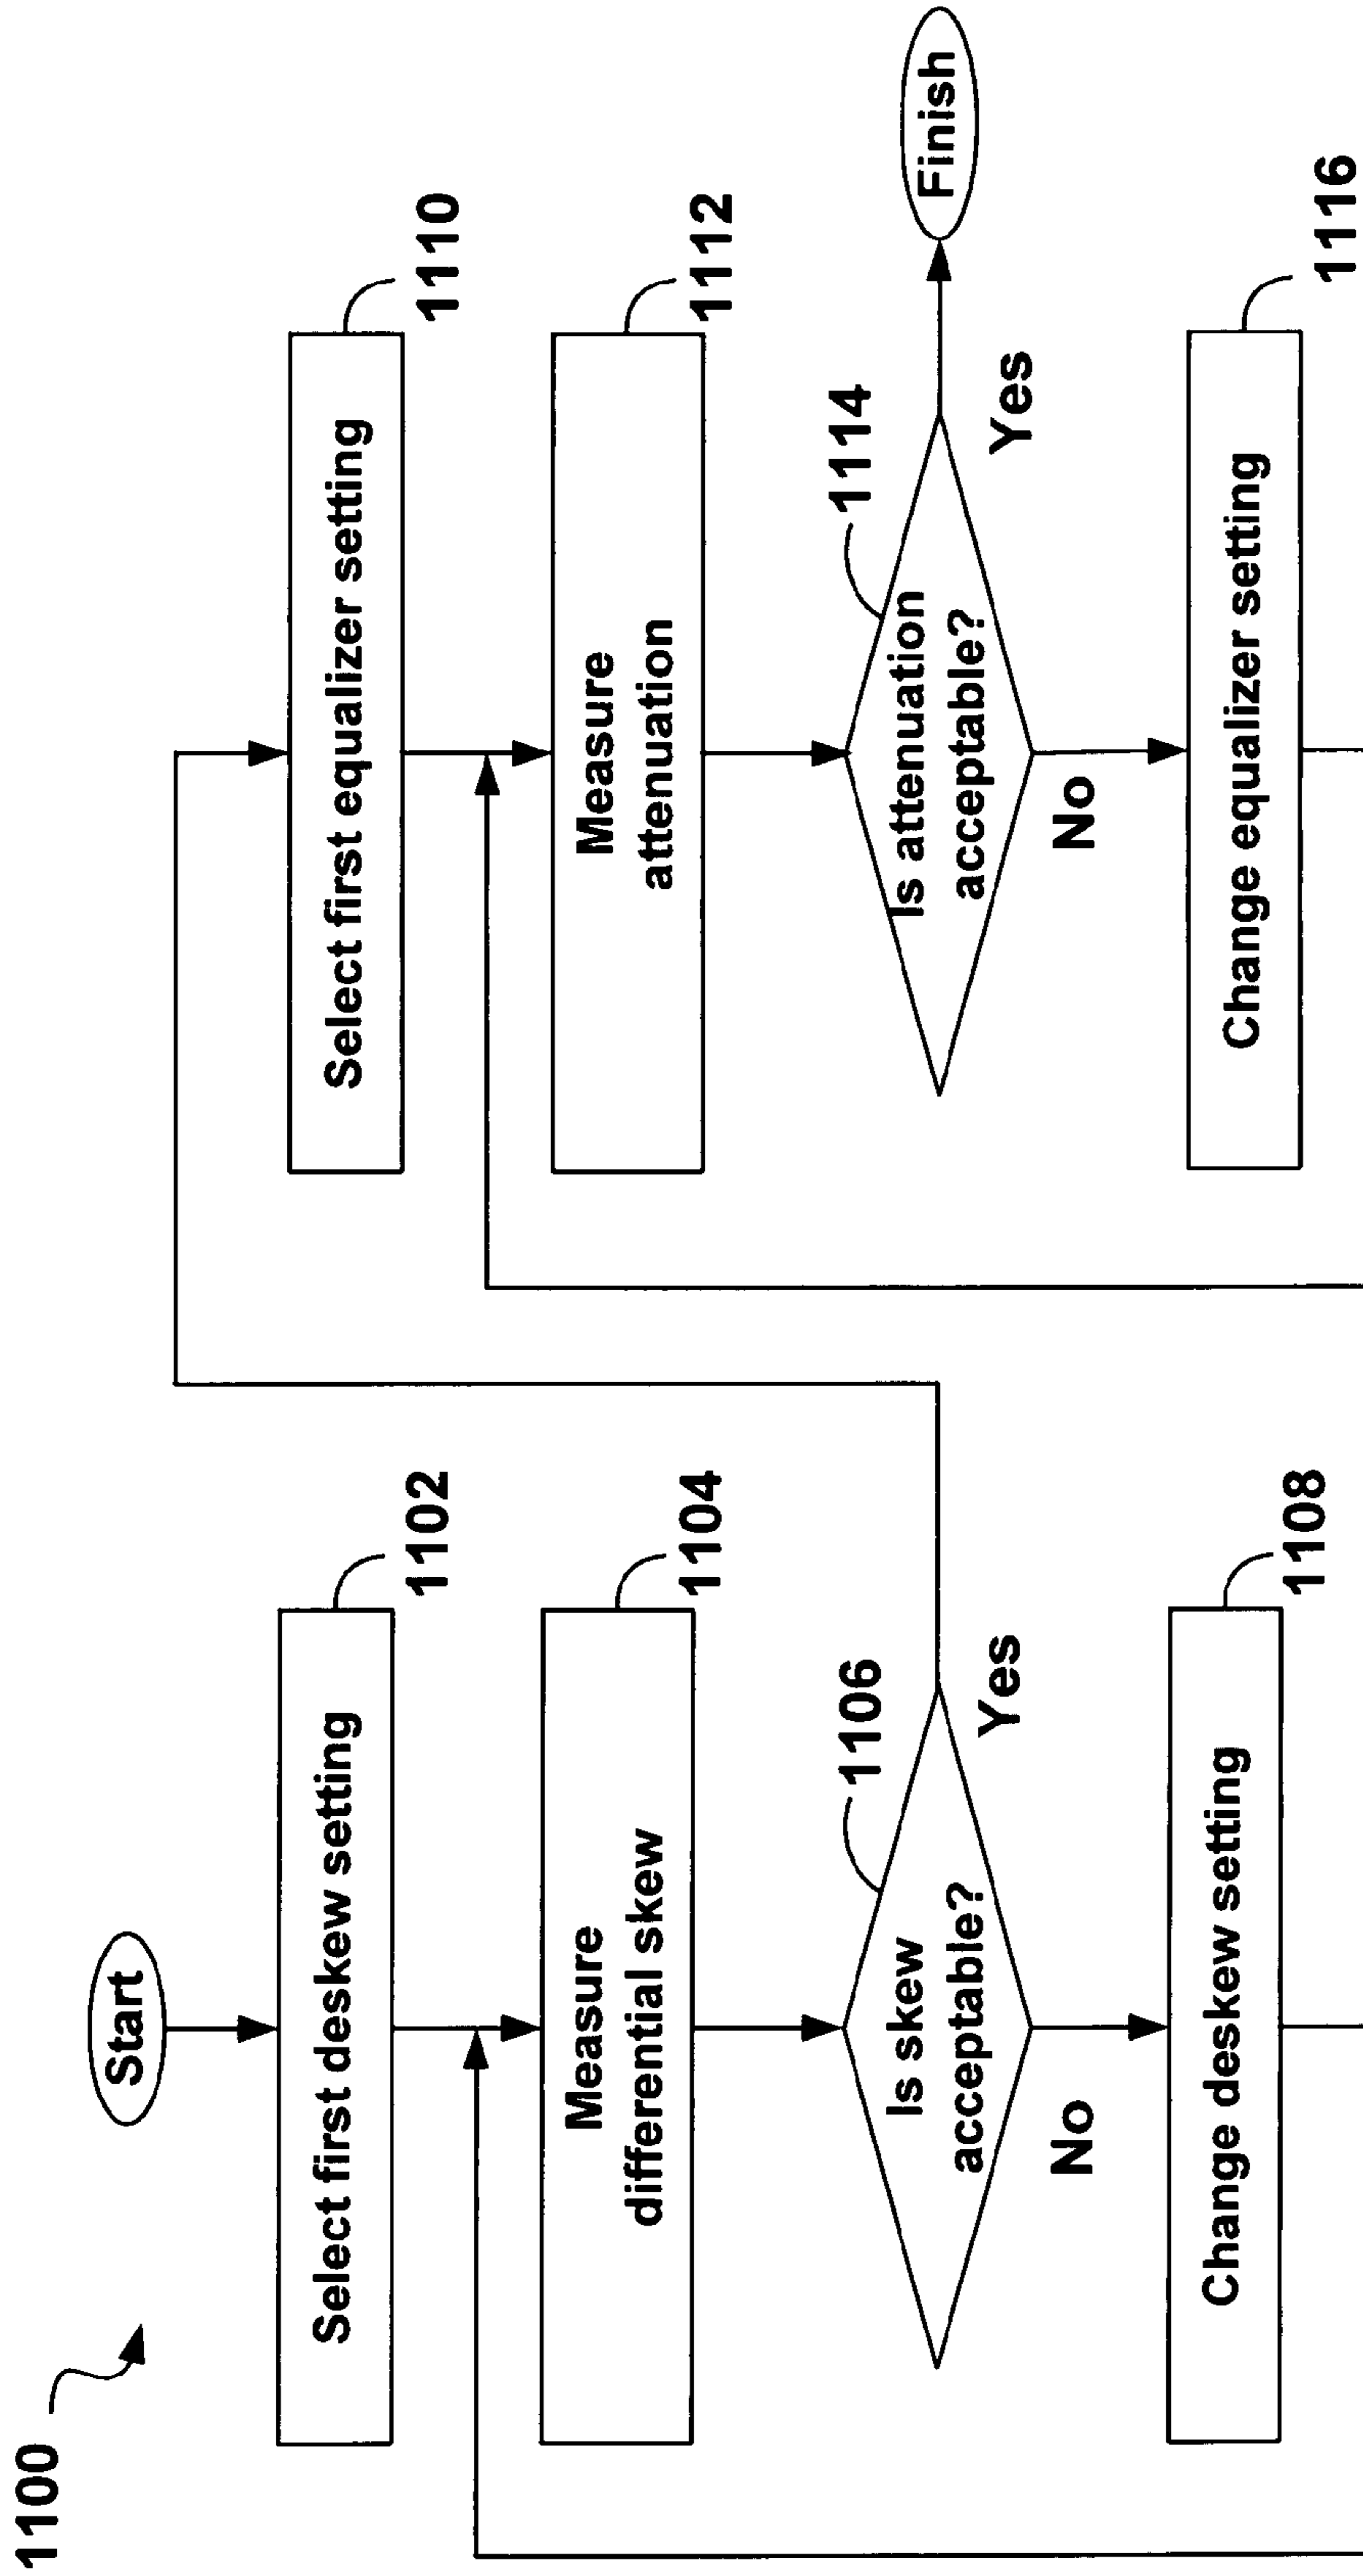 1100
Start
Select first deskew setting
1102
Measure
differential skew
1104
Is skew
acceptable?
1106
Yes
No
Change deskew setting
1108
Select first equalizer setting
1110
Measure
attenuation
1112
Is attenuation
acceptable?
1114
Yes
Finish
No
Change equalizer setting
1116